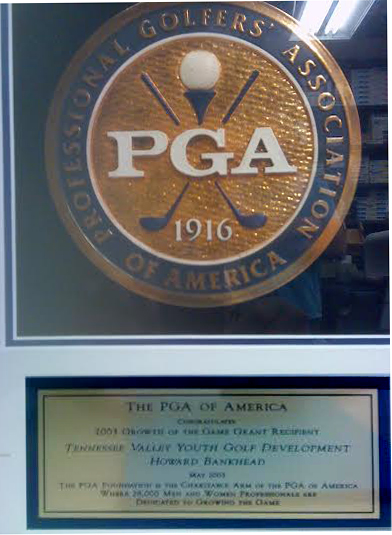 PROFESSIONAL GOLFERS' ASSOCIATION
PGA
1916
OF AMERICA
THE PGA OF AMERICA
CONGRATULATES
2003 GROWTH OF THE GAME GRANT RECIPIENT
TENNESSEE VALLEY YOUTH GOLF DEVELOPMENT
HOWARD BANKHEAD
MAY 2003
THE PGA FOUNDATION IS THE CHARITABLE ARM OF THE PGA OF AMERICA
WHERE 28,000 MEN AND WOMEN PROFESSIONALS ARE
DEDICATED TO GROWING THE GAME